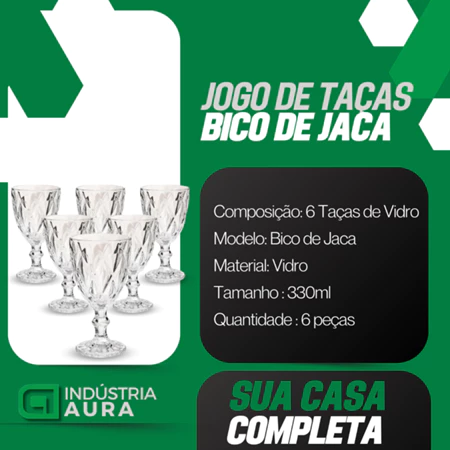 JOGO DE TAÇAS
BICO DE JACA
Composição: 6 Taças de Vidro
Modelo: Bico de Jaca
Material: Vidro
Tamanho : 330ml
Quantidade : 6 peças
INDÚSTRIA
AURA
SUA CASA
COMPLETA